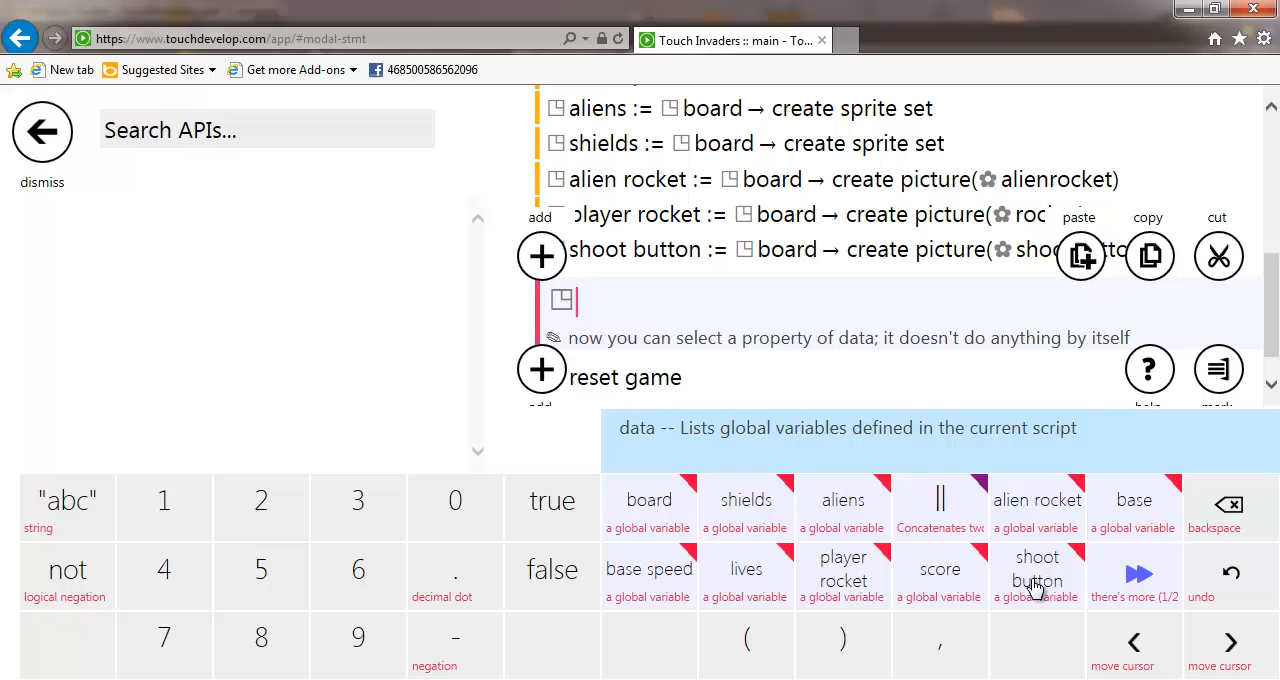 https://www.touchdevelop.com/app/#modal-stmt
Touch Invaders :: main - To...
New tab
Suggested Sites
Get more Add-ons
468500586562096
dismiss
Search APIs...
aliens := board → create sprite set
shields := board → create sprite set
alien rocket := board → create picture(✿ alienrocket)
player rocket := board → create picture(✿ roc
shoot button := board → create picture(✿ sho
add
paste
copy
cut
now you can select a property of data; it doesn't do anything by itself
reset game
data -- Lists global variables defined in the current script
"abc"
string
1
2
3
0
true
board
a global variable
shields
a global variable
aliens
a global variable
||
Concatenates two
alien rocket
a global variable
base
a global variable
backspace
not
logical negation
4
5
6
.
decimal dot
false
base speed
a global variable
lives
a global variable
player
rocket
a global variable
score
a global variable
shoot
button
a global variable
there's more (1/2
undo
7
8
9
-
negation
(
)
,
move cursor
move cursor